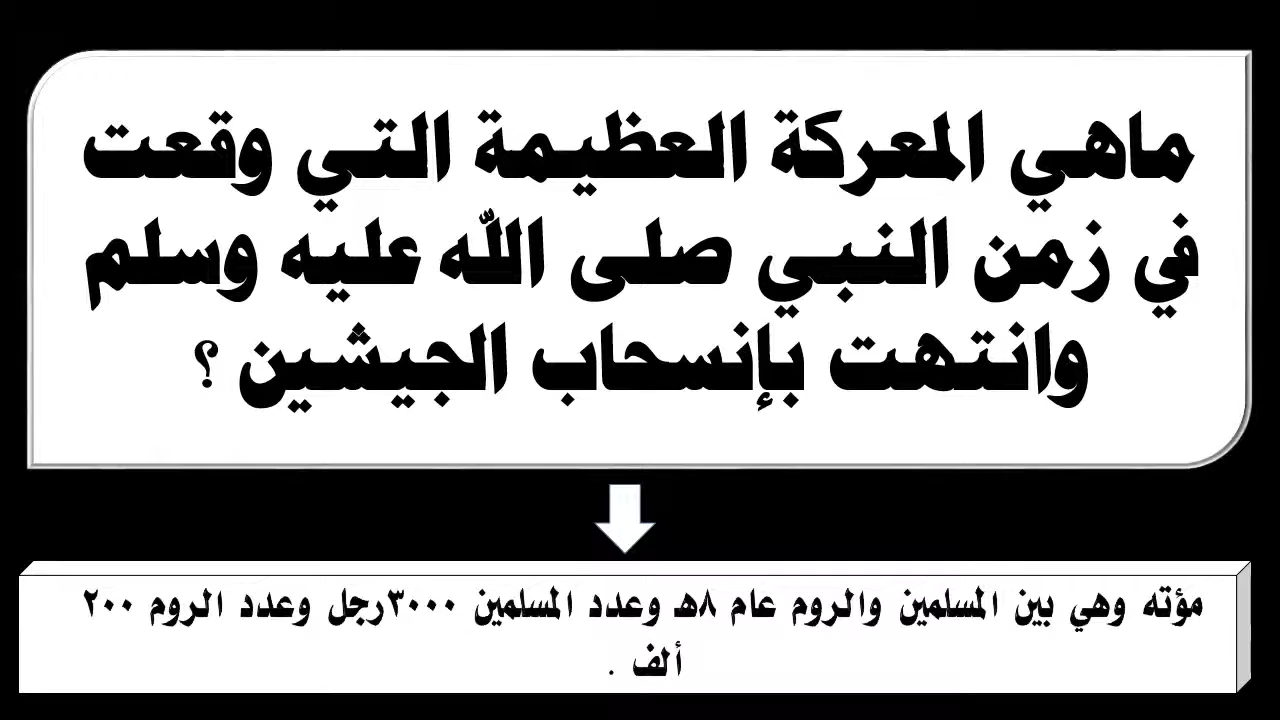 ماهي المعركة العظيمة التي وقعت
في زمن النبي صلى الله عليه وسلم
وانتهت بإنسحاب الجيشين ؟
مؤته وهي بين المسلمين والروم عام ٨هـ وعدد المسلمين ٣٠٠٠رجل وعدد الروم ٢٠٠
ألف .